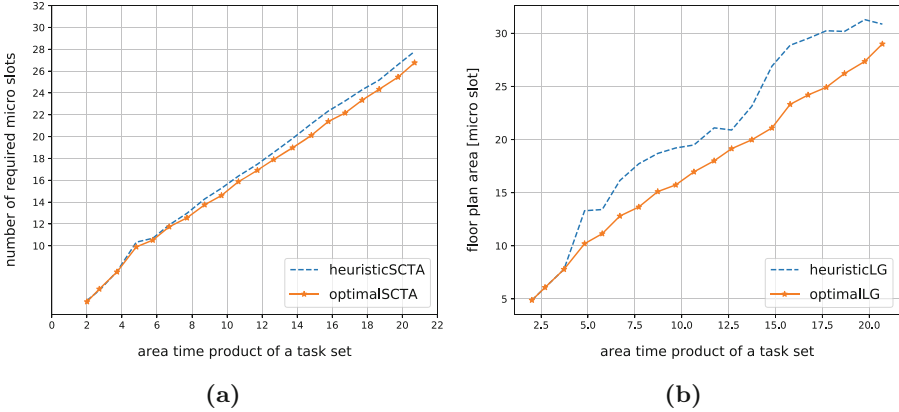 number of required micro slots
32
30
28
26
24
22
20
18
16
14
12
10
heuristicSCTA
optimalSCTA
0 2 4 6 8 10 12 14 16 18 20 22
area time product of a task set
(a)
floor plan area [micro slot]
30
25
20
15
10
5
heuristicLG
optimalLG
2.5 5.0 7.5 10.0 12.5 15.0 17.5 20.0
area time product of a task set
(b)